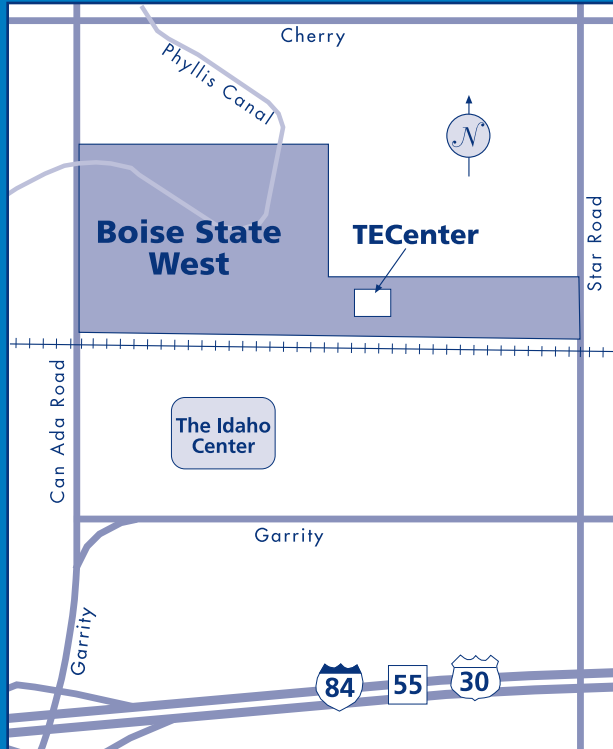 Cherry
Phyllis Canal
N
Boise State
West
TECenter
Star Road
Can Ada Road
The Idaho
Center
Garrity
Garrity
84
55
30